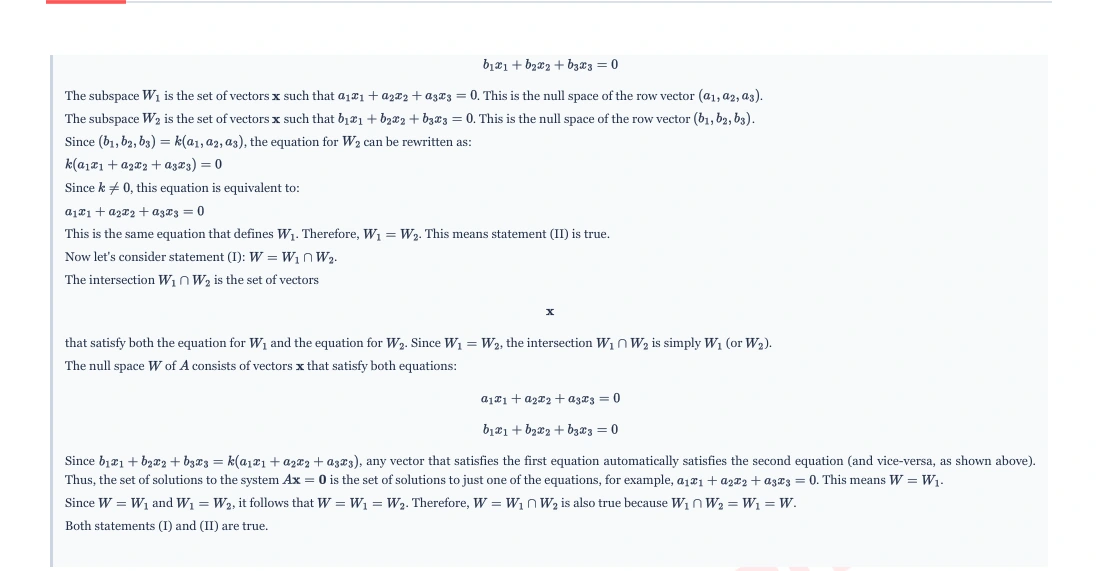 b₁x₁ + b₂x₂ + b₃x₃ = 0
The subspace W₁ is the set of vectors x such that a₁x₁ + a₂x₂ + a₃x₃ = 0. This is the null space of the row vector (a₁, a₂, a₃).
The subspace W₂ is the set of vectors x such that b₁x₁ + b₂x₂ + b₃x₃ = 0. This is the null space of the row vector (b₁, b₂, b₃).
Since (b₁, b₂, b₃) = k(a₁, a₂, a₃), the equation for W₂ can be rewritten as:
k(a₁x₁ + a₂x₂ + a₃x₃) = 0
Since k ≠ 0, this equation is equivalent to:
a₁x₁ + a₂x₂ + a₃x₃ = 0
This is the same equation that defines W₁. Therefore, W₁ = W₂. This means statement (II) is true.
Now let's consider statement (I): W = W₁ ∩ W₂.
The intersection W₁ ∩ W₂ is the set of vectors
x
that satisfy both the equation for W₁ and the equation for W₂. Since W₁ = W₂, the intersection W₁ ∩ W₂ is simply W₁ (or W₂).
The null space W of A consists of vectors x that satisfy both equations:
a₁x₁ + a₂x₂ + a₃x₃ = 0
b₁x₁ + b₂x₂ + b₃x₃ = 0
Since b₁x₁ + b₂x₂ + b₃x₃ = k(a₁x₁ + a₂x₂ + a₃x₃), any vector that satisfies the first equation automatically satisfies the second equation (and vice-versa, as shown above).
Thus, the set of solutions to the system Ax = 0 is the set of solutions to just one of the equations, for example, a₁x₁ + a₂x₂ + a₃x₃ = 0. This means W = W₁.
Since W = W₁ and W₁ = W₂, it follows that W = W₁ = W₂. Therefore, W = W₁ ∩ W₂ is also true because W₁ ∩ W₂ = W₁ = W.
Both statements (I) and (II) are true.